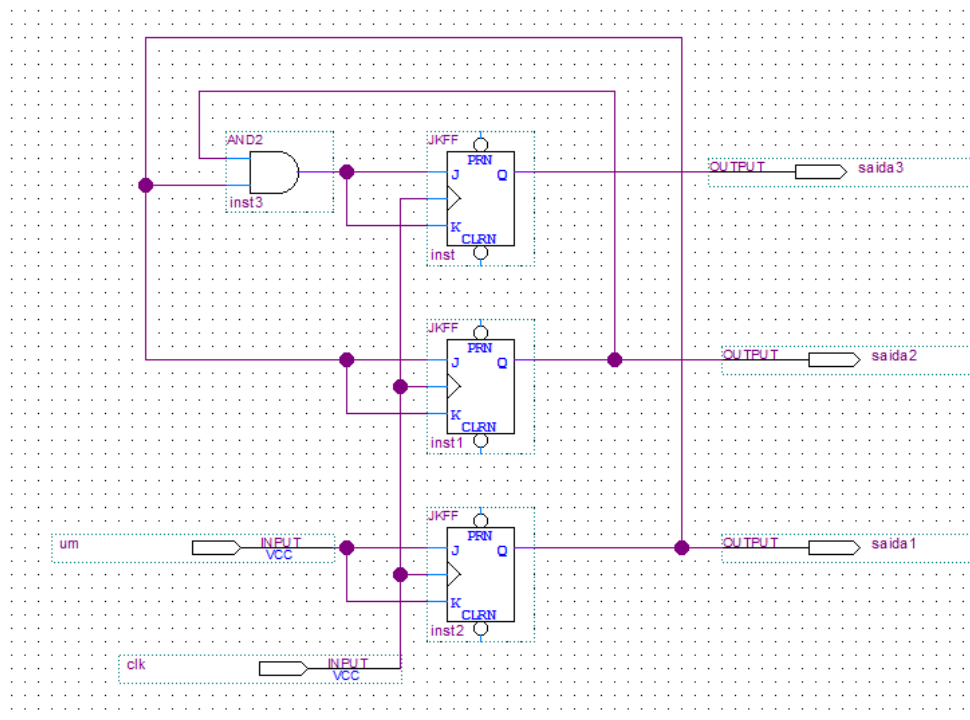 AND2
inst3
JKFF
PRN
J
Q
K
CLRN
inst
OUTPUT
saida3
JKFF
PRN
J
Q
K
CLRN
inst1
OUTPUT
saida2
um
INPUT
VCC
JKFF
PRN
J
Q
K
CLRN
inst2
OUTPUT
saida1
clk
INPUT
VCC